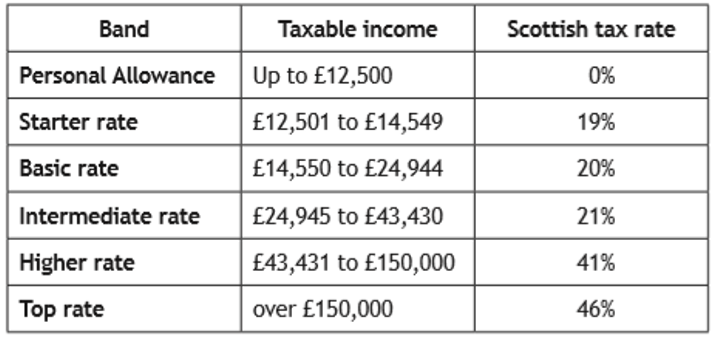 Band Taxable income Scottish tax rate
Personal Allowance Up to £12,500 0%
Starter rate £12,501 to £14,549 19%
Basic rate £14,550 to £24,944 20%
Intermediate rate £24,945 to £43,430 21%
Higher rate £43,431 to £150,000 41%
Top rate over £150,000 46%